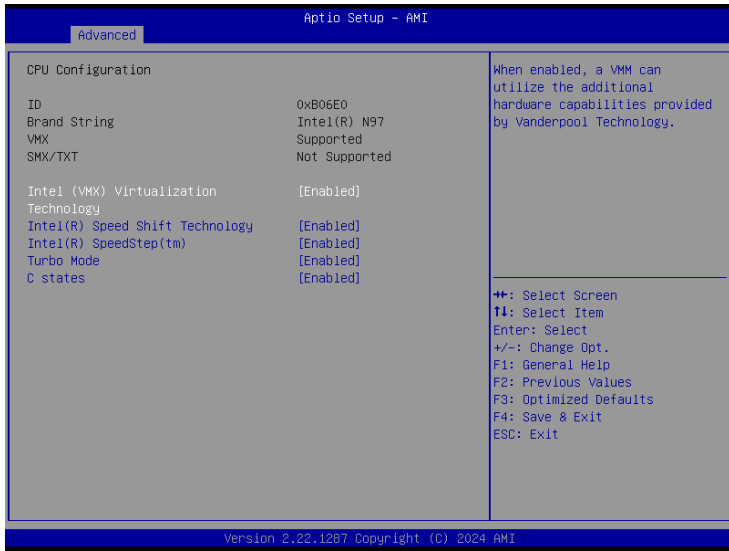 Aptio Setup – AMI
Advanced
CPU Configuration
ID 0xB06E0
Brand String Intel(R) N97
VMX Supported
SMX/TXT Not Supported
Intel (VMX) Virtualization [Enabled]
Technology
Intel(R) Speed Shift Technology [Enabled]
Intel(R) SpeedStep(tm) [Enabled]
Turbo Mode [Enabled]
C states [Enabled]
When enabled, a VMM can
utilize the additional
hardware capabilities provided
by Vanderpool Technology.
→←: Select Screen
↑↓: Select Item
Enter: Select
+/-: Change Opt.
F1: General Help
F2: Previous Values
F3: Optimized Defaults
F4: Save & Exit
ESC: Exit
Version 2.22.1287 Copyright (C) 2024 AMI